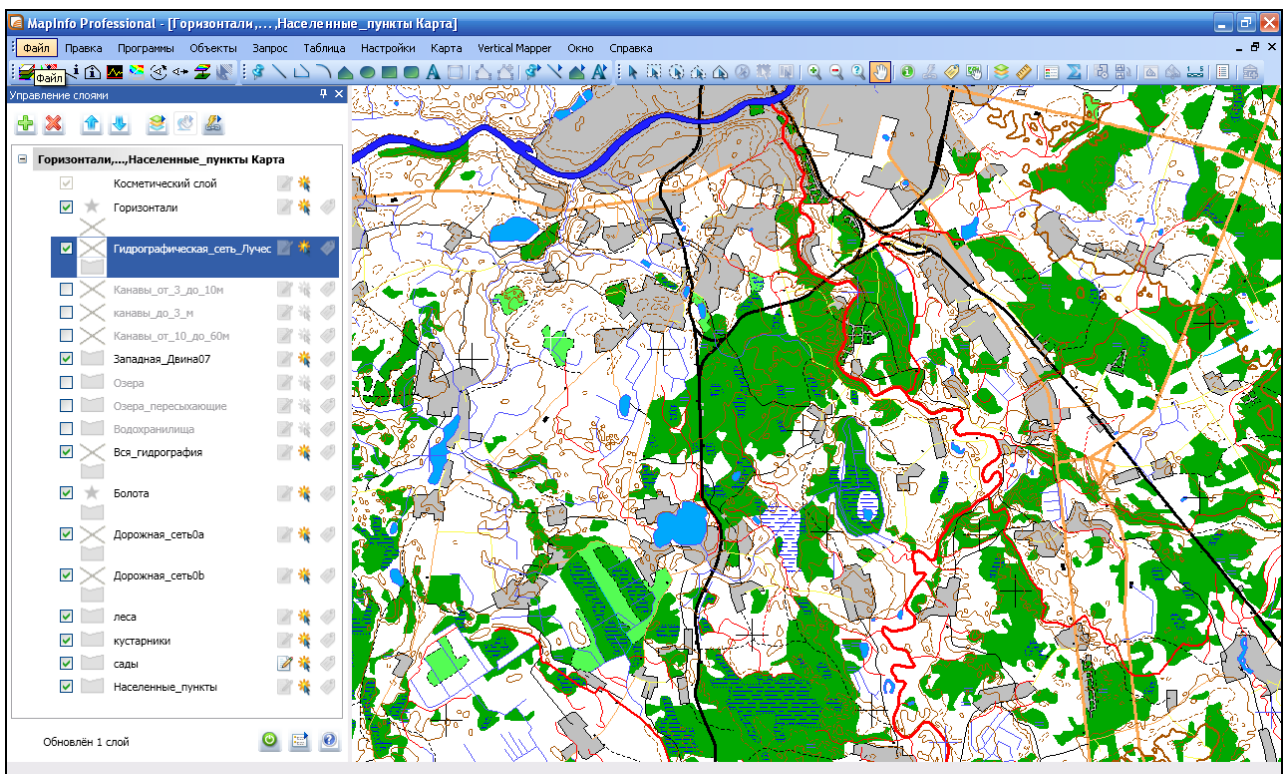 MapInfo Professional - [Горизонтали,...,Населенные_пункты Карта]
Файл Правка Программы Объекты Запрос Таблица Настройки Карта Vertical Mapper Окно Справка
Файл
Управление слоями
Горизонтали,...,Населенные_пункты Карта
Косметический слой
Горизонтали
Гидрографическая_сеть_Лучес
Канавы_от_3_до_10м
канавы_до_3_м
Канавы_от_10_до_60м
Западная_Двина07
Озера
Озера_пересыхающие
Водохранилища
Вся_гидрография
Болота
Дорожная_сеть0a
Дорожная_сеть0b
леса
кустарники
сады
Населенные_пункты
Обновлён 1 слой